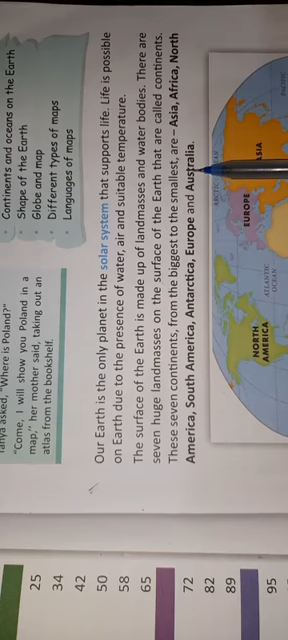 Continents and oceans on the Earth
Shape of the Earth
Globe and map
Different types of maps
Languages of maps
asked, "Where is Poland?"
"Come, I will show you Poland in a
map," her mother said, taking out an
atlas from the bookshelf.
Our Earth is the only planet in the solar system that supports life. Life is possible
on Earth due to the presence of water, air and suitable temperature.
The surface of the Earth is made up of landmasses and water bodies. There are
seven huge landmasses on the surface of the Earth that are called continents.
These seven continents, from the biggest to the smallest, are – Asia, Africa, North
America, South America, Antarctica, Europe and Australia.
ARCTIC
PACIFIC
ASIA
EUROPE
ATLANTIC
OCEAN
NORTH
AMERICA
25
34
42
50
58
65
72
82
89
95